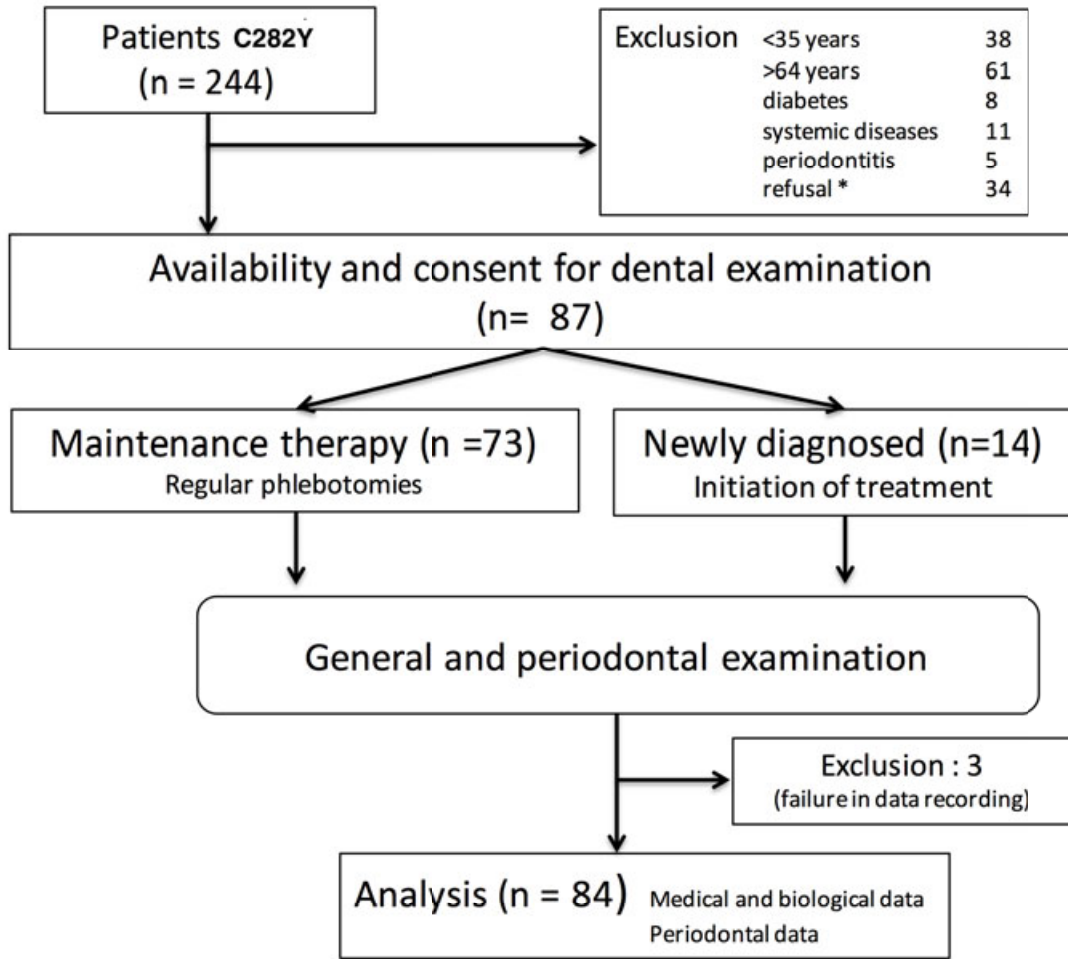 Patients C282Y
(n = 244)
Exclusion <35 years 38
>64 years 61
diabetes 8
systemic diseases 11
periodontitis 5
refusal * 34
Availability and consent for dental examination
(n= 87)
Maintenance therapy (n =73)
Regular phlebotomies
Newly diagnosed (n=14)
Initiation of treatment
General and periodontal examination
Exclusion : 3
(failure in data recording)
Analysis (n = 84) Medical and biological data
Periodontal data